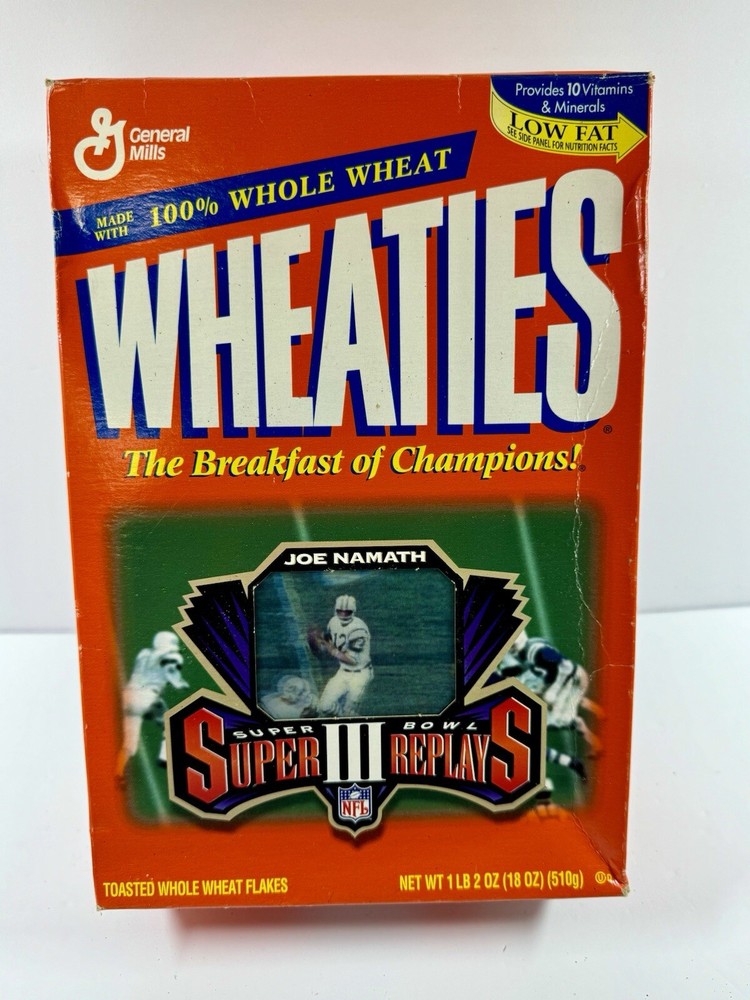 Provides 10 Vitamins
& Minerals
LOW FAT
SEE SIDE PANEL FOR NUTRITION FACTS
General
Mills
MADE
WITH 100% WHOLE WHEAT
WHEATIES®
The Breakfast of Champions!®
JOE NAMATH
12
SUPER BOWL
SUPER III REPLAYS
NFL
TOASTED WHOLE WHEAT FLAKES
NET WT 1 LB 2 OZ (18 OZ) (510g)